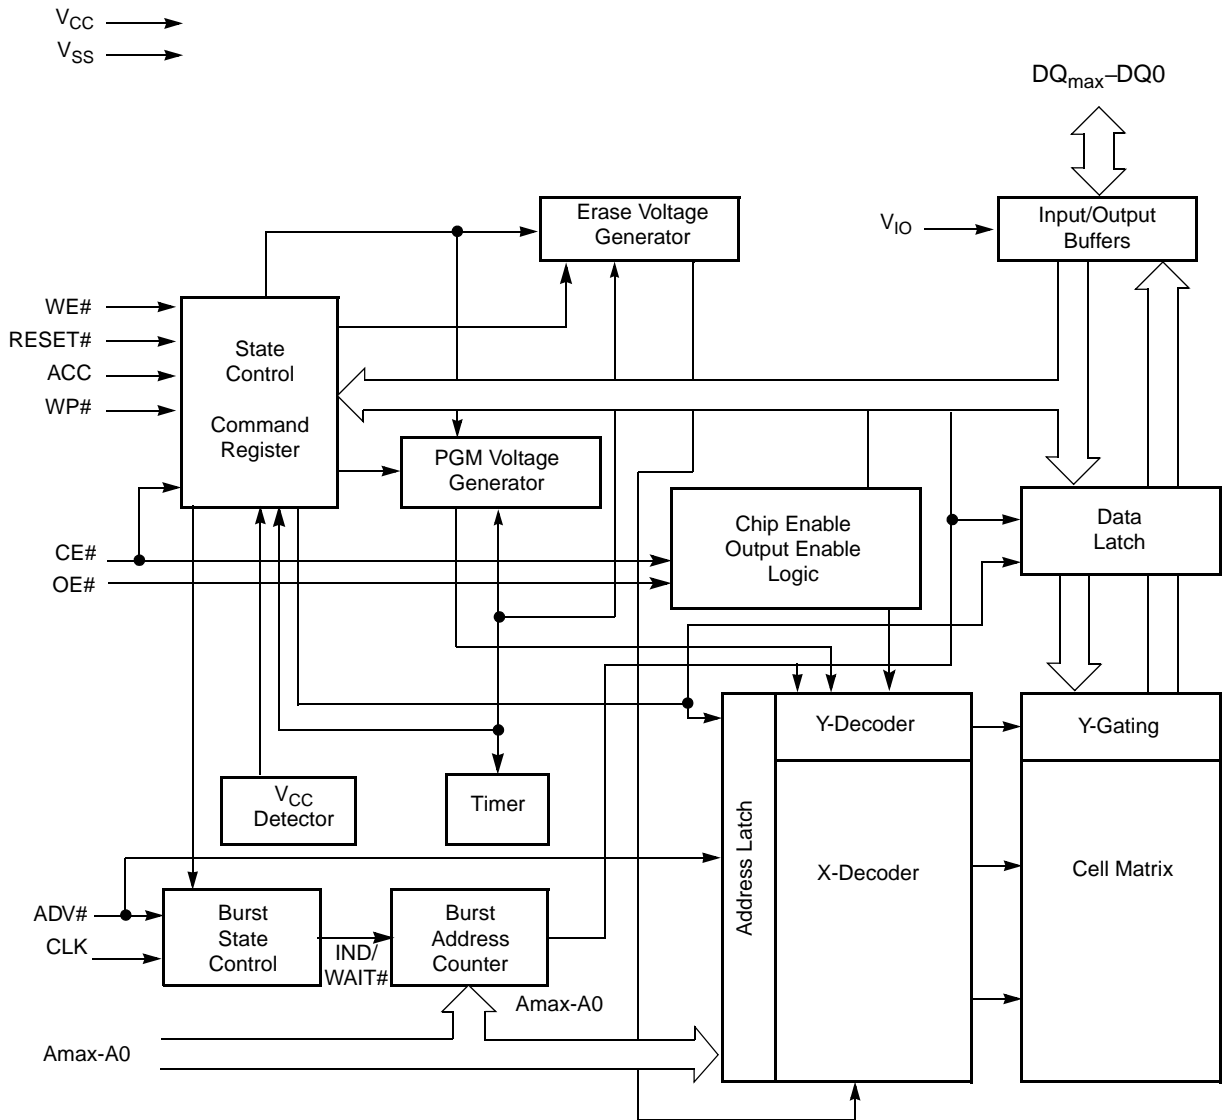 VCC
VSS
DQmax–DQ0
Erase Voltage
Generator
VIO
Input/Output
Buffers
WE#
RESET#
ACC
WP#
State
Control
Command
Register
PGM Voltage
Generator
Chip Enable
Output Enable
Logic
Data
Latch
CE#
OE#
Y-Decoder
Y-Gating
VCC
Detector
Timer
Address Latch
X-Decoder
Cell Matrix
ADV#
CLK
Burst
State
Control
IND/
WAIT#
Burst
Address
Counter
Amax-A0
Amax-A0